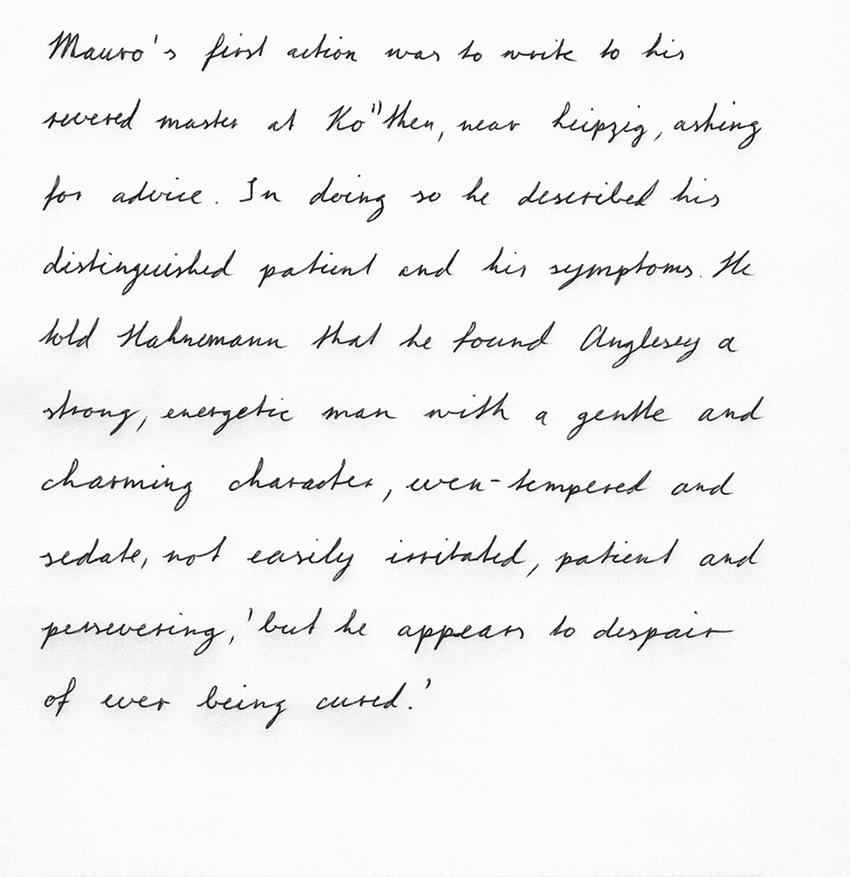 Mauro's first action was to write to his
revered master at Ko"then, near Leipzig, asking
for advice. In doing so he described his
distinguished patient and his symptoms. He
told Hahnemann that he found Anglesey a
strong, energetic man with a gentle and
charming character, even-tempered and
sedate, not easily irritated, patient and
persevering, 'but he appears to despair
of ever being cured.'